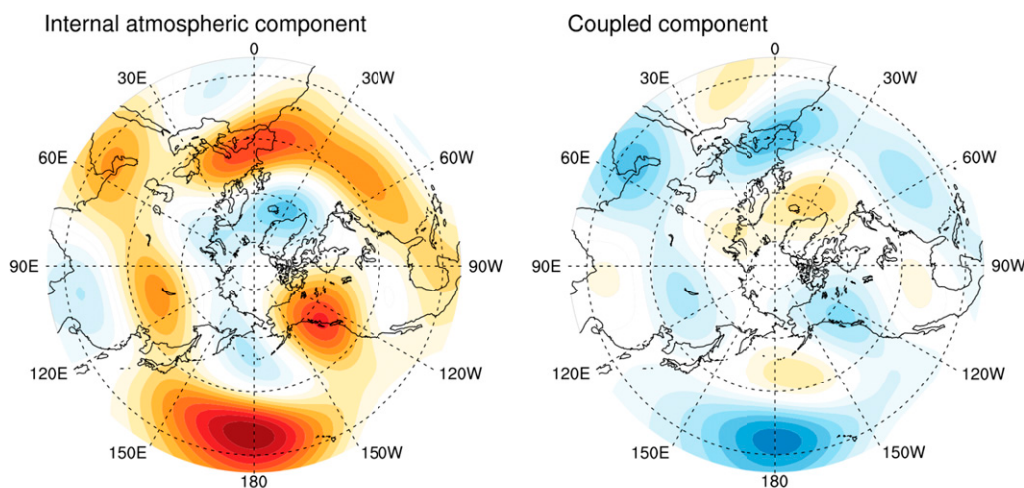 Internal atmospheric component
Coupled component
0
30E
30W
60E
60W
90E
90W
120E
120W
150E
150W
180
0
30E
30W
60E
60W
90E
90W
120E
120W
150E
150W
180